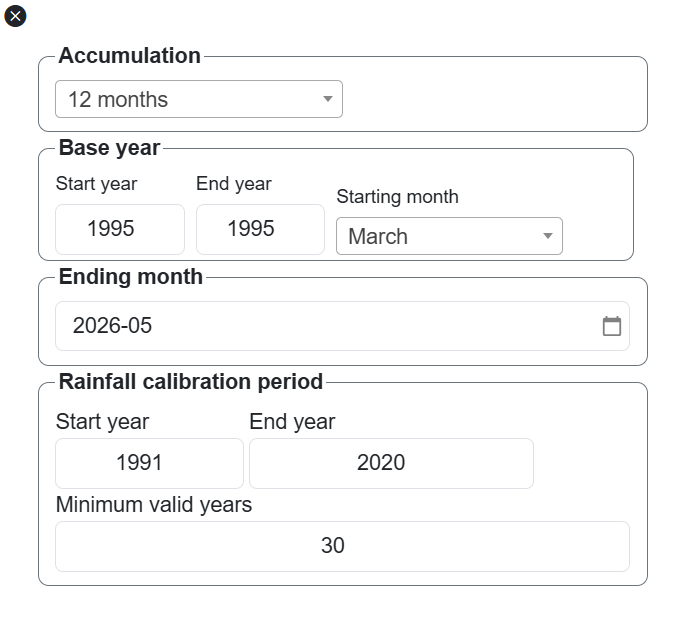 Accumulation
12 months
Base year
Start year End year Starting month
1995 1995 March
Ending month
2026-05
Rainfall calibration period
Start year End year
1991 2020
Minimum valid years
30